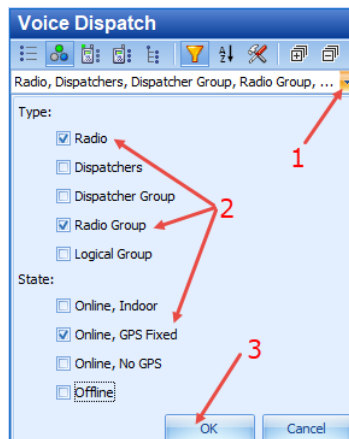 Voice Dispatch
Radio, Dispatchers, Dispatcher Group, Radio Group, ...
1
Type:
Radio
Dispatchers
Dispatcher Group
2
Radio Group
Logical Group
State:
Online, Indoor
Online, GPS Fixed
Online, No GPS
3
Offline
OK Cancel